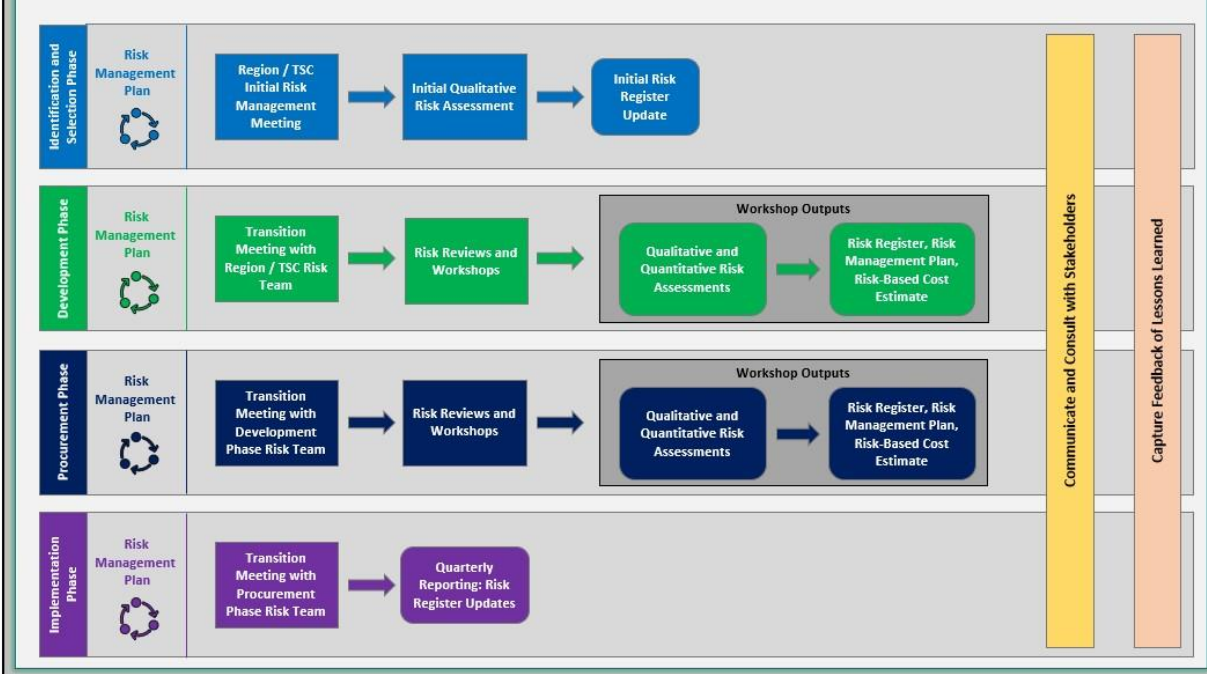 Identification and
Selection Phase
Risk
Management
Plan
Region / TSC
Initial Risk
Management
Meeting
Initial Qualitative
Risk Assessment
Initial Risk
Register
Update
Development Phase
Risk
Management
Plan
Transition
Meeting with
Region / TSC Risk
Team
Risk Reviews and
Workshops
Workshop Outputs
Qualitative and
Quantitative Risk
Assessments
Risk Register, Risk
Management Plan,
Risk-Based Cost
Estimate
Procurement Phase
Risk
Management
Plan
Transition
Meeting with
Development
Phase Risk Team
Risk Reviews and
Workshops
Workshop Outputs
Qualitative and
Quantitative Risk
Assessments
Risk Register, Risk
Management Plan,
Risk-Based Cost
Estimate
Implementation
Phase
Risk
Management
Plan
Transition
Meeting with
Procurement
Phase Risk Team
Quarterly
Reporting: Risk
Register Updates
Communicate and Consult with Stakeholders
Capture Feedback of Lessons Learned